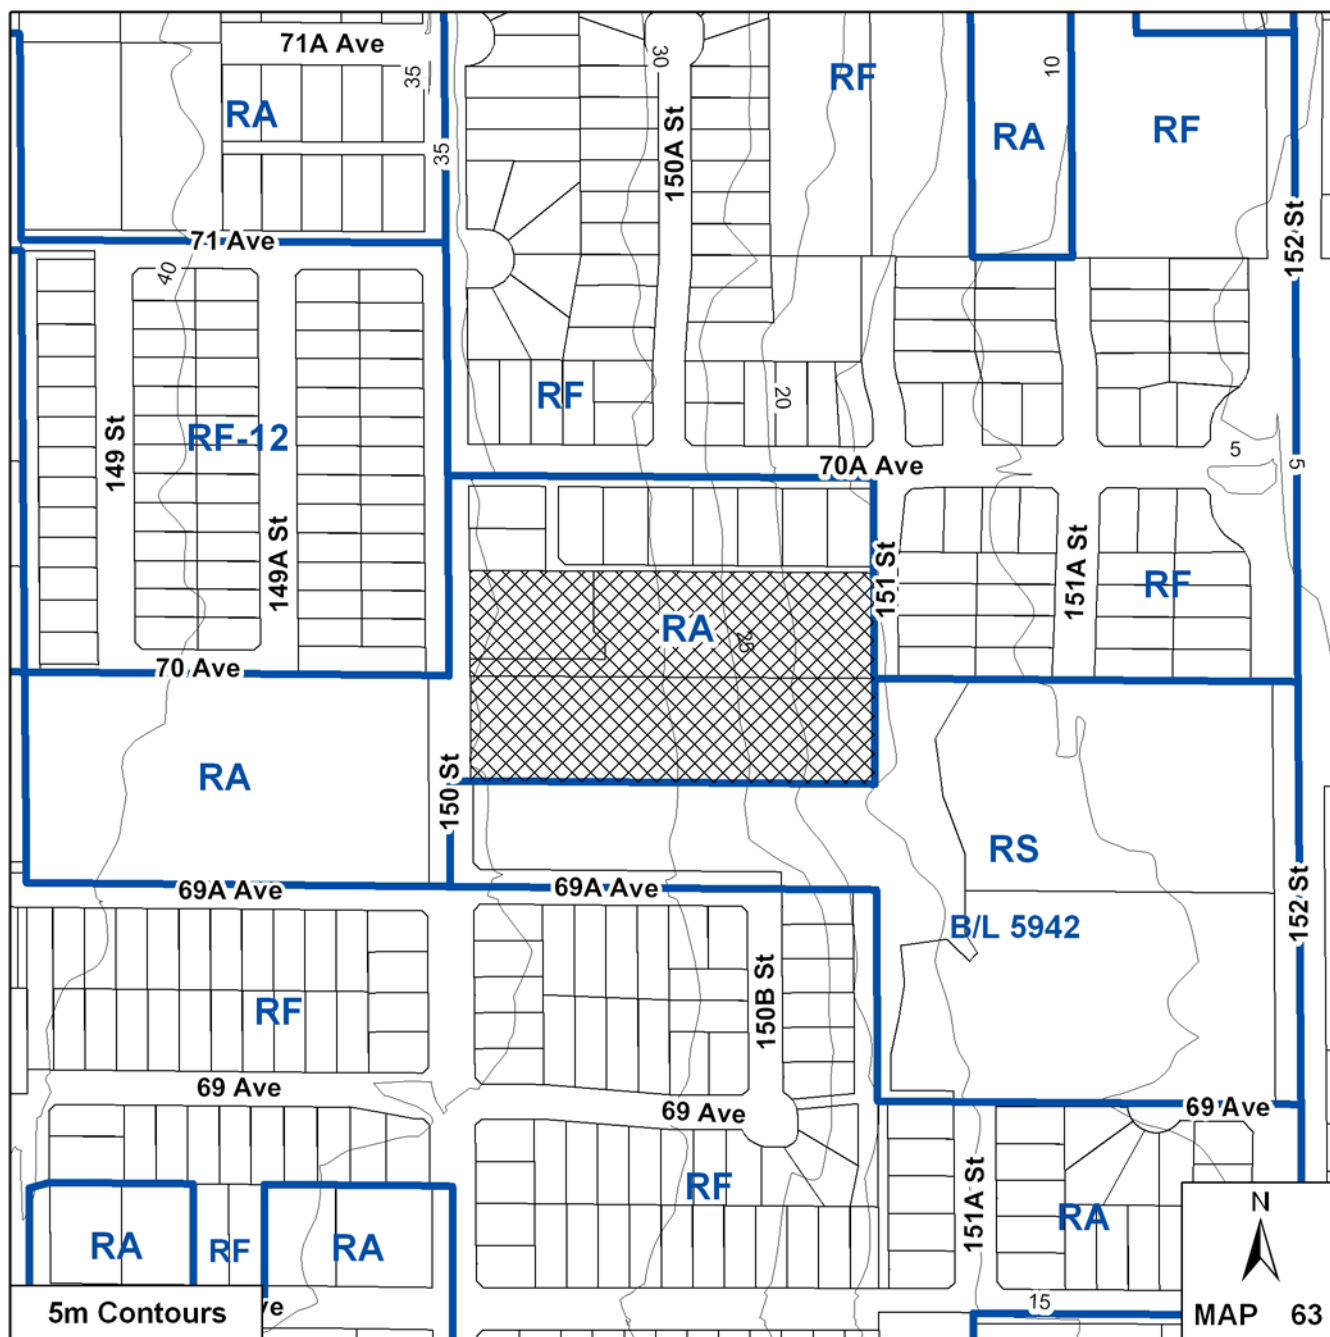 71A Ave
30
RF
10
35
RA
150A St
RA
RF
35
152 St
71 Ave
40
RF
20
RF-12
149 St
5
70A Ave
5
149A St
151 St
151A St
RF
RA
25
70 Ave
RA
150 St
RS
69A Ave
69A Ave
152 St
B/L 5942
150B St
RF
69 Ave
69 Ave
69 Ave
RF
151A St
RA
N
RA
RF
RA
15
5m Contours
ve
MAP 63